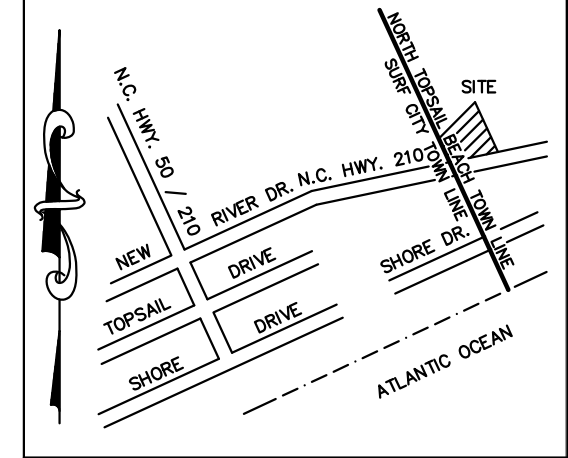 NORTH TOPSAIL BEACH TOWN LINE
SURF CITY TOWN LINE
SITE
N.C. HWY. 50 / 210
NEW RIVER DR. N.C. HWY. 210
TOPSAIL DRIVE
SHORE DRIVE
SHORE DR.
ATLANTIC OCEAN